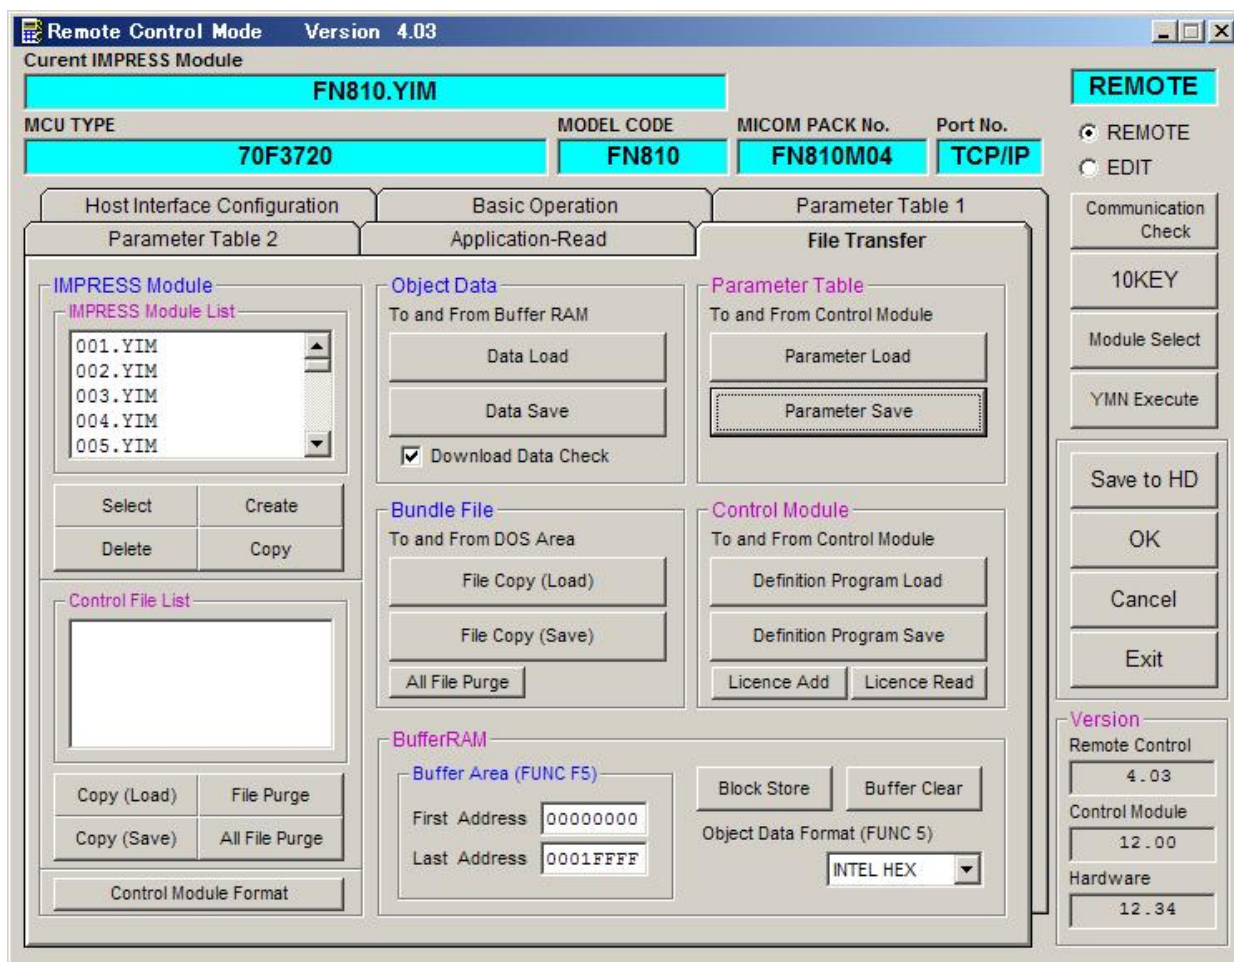 Remote Control Mode Version 4.03
Curent IMPRESS Module
FN810.YIM
REMOTE
MCU TYPE
MODEL CODE
MICOM PACK No.
Port No.
70F3720
FN810
FN810M04
TCP/IP
REMOTE
EDIT
Host Interface Configuration
Basic Operation
Parameter Table 1
Parameter Table 2
Application-Read
File Transfer
IMPRESS Module
IMPRESS Module List
001.YIM
002.YIM
003.YIM
004.YIM
005.YIM
Select
Create
Delete
Copy
Control File List
Copy (Load)
File Purge
Copy (Save)
All File Purge
Control Module Format
Object Data
To and From Buffer RAM
Data Load
Data Save
Download Data Check
Parameter Table
To and From Control Module
Parameter Load
Parameter Save
Bundle File
To and From DOS Area
File Copy (Load)
File Copy (Save)
All File Purge
Control Module
To and From Control Module
Definition Program Load
Definition Program Save
Licence Add
Licence Read
BufferRAM
Buffer Area (FUNC F5)
First Address 00000000
Last Address 0001FFFF
Block Store
Buffer Clear
Object Data Format (FUNC 5)
INTEL HEX
Communication
Check
10KEY
Module Select
YMN Execute
Save to HD
OK
Cancel
Exit
Version
Remote Control
4.03
Control Module
12.00
Hardware
12.34